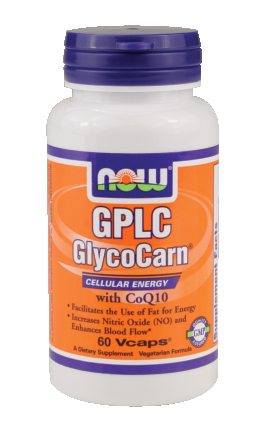 NOW
GPLC
GlycoCarn®
CELLULAR ENERGY
with CoQ10
• Facilitates the Use of Fat for Energy
• Increases Nitric Oxide (NO) and
Enhances Blood Flow*
60 Vcaps®
A Dietary Supplement Vegetarian Formula
GMP
Supplement Facts